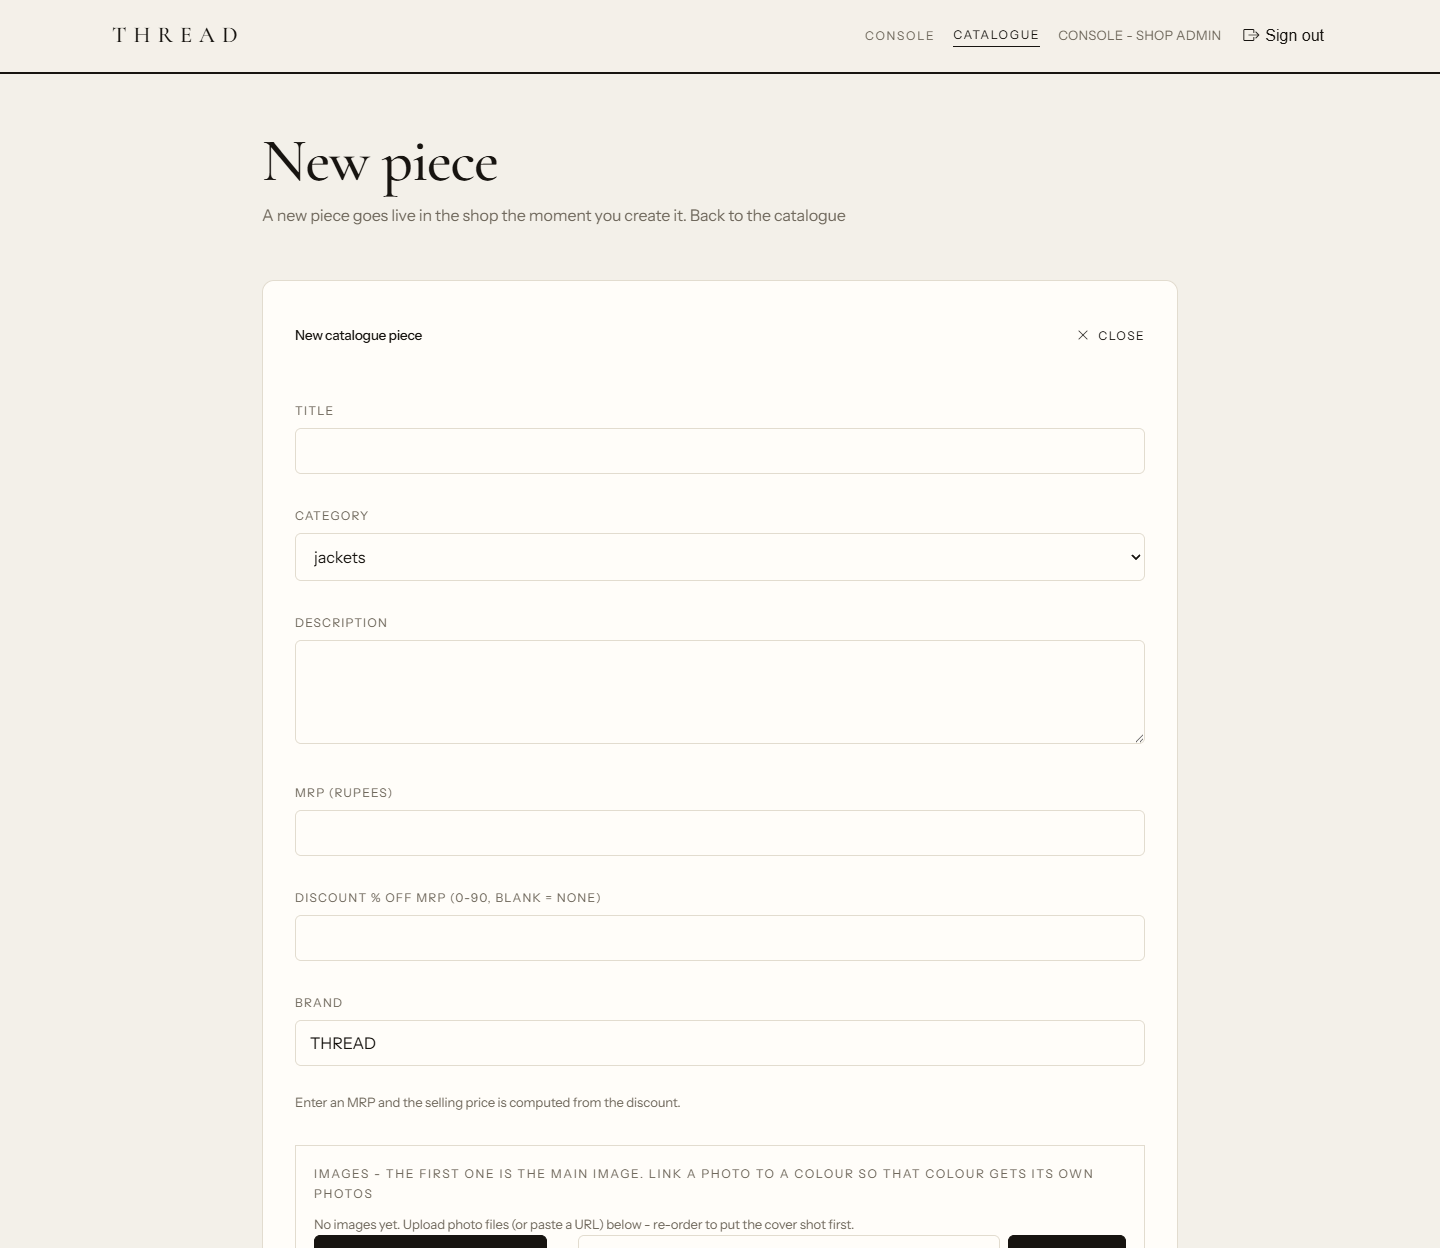 THREAD
CONSOLE
CATALOGUE
CONSOLE - SHOP ADMIN
Sign out
New piece
A new piece goes live in the shop the moment you create it. Back to the catalogue
New catalogue piece
CLOSE
TITLE
CATEGORY
jackets
DESCRIPTION
MRP (RUPEES)
DISCOUNT % OFF MRP (0-90, BLANK = NONE)
BRAND
THREAD
Enter an MRP and the selling price is computed from the discount.
IMAGES - THE FIRST ONE IS THE MAIN IMAGE. LINK A PHOTO TO A COLOUR SO THAT COLOUR GETS ITS OWN
PHOTOS
No images yet. Upload photo files (or paste a URL) below - re-order to put the cover shot first.